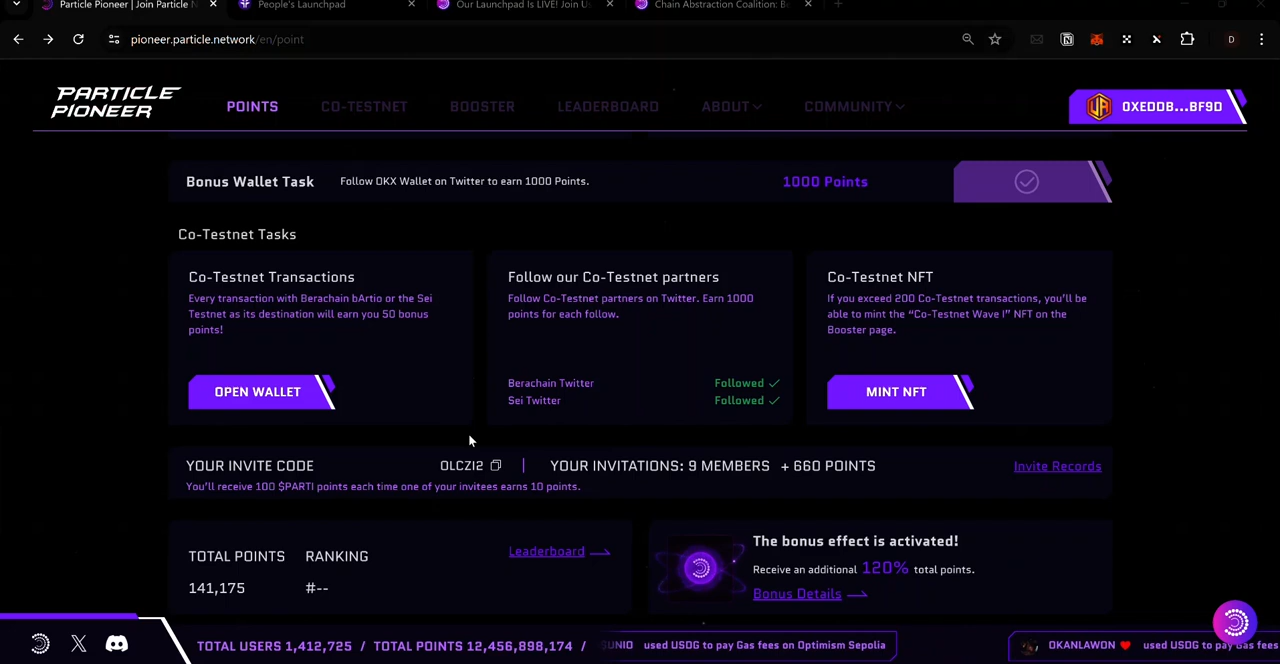 Particle Pioneer | Join Particle N
People's Launchpad
Our Launchpad Is LIVE! Join Us
Chain Abstraction Coalition: Be
pioneer.particle.network/en/point
D
PARTICLE PIONEER
POINTS
CO-TESTNET
BOOSTER
LEADERBOARD
ABOUT
COMMUNITY
0XEDDB...BF9D
Bonus Wallet Task
Follow OKX Wallet on Twitter to earn 1000 Points.
1000 Points
Co-Testnet Tasks
Co-Testnet Transactions
Every transaction with Berachain bArtio or the Sei
Testnet as its destination will earn you 50 bonus
points!
OPEN WALLET
Follow our Co-Testnet partners
Follow Co-Testnet partners on Twitter. Earn 1000
points for each follow.
Berachain Twitter Followed
Sei Twitter Followed
Co-Testnet NFT
If you exceed 200 Co-Testnet transactions, you'll be
able to mint the "Co-Testnet Wave I" NFT on the
Booster page.
MINT NFT
YOUR INVITE CODE
OLCZI2
YOUR INVITATIONS: 9 MEMBERS + 660 POINTS
Invite Records
You'll receive 100 $PARTI points each time one of your invitees earns 10 points.
TOTAL POINTS
RANKING
Leaderboard
141,175
#--
The bonus effect is activated!
Receive an additional 120% total points.
Bonus Details
TOTAL USERS 1,412,725 / TOTAL POINTS 12,456,898,174 /
used USDG to pay Gas fees on Optimism Sepolia
OKANLAWON ❤ used USDG to pay Gas fees